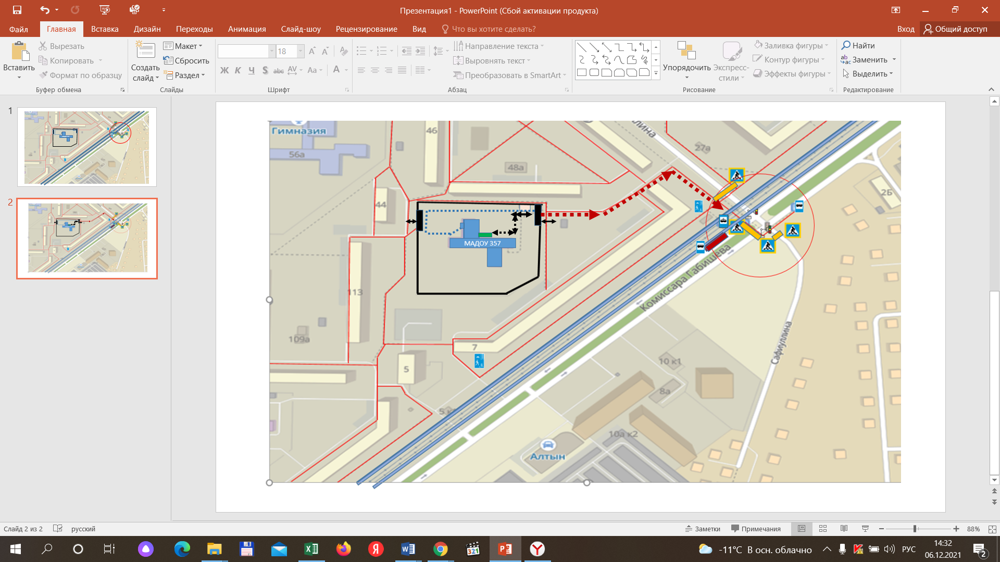 Презентация1 - PowerPoint (Сбой активации продукта)
Файл
Главная
Вставка
Дизайн
Переходы
Анимация
Слайд-шоу
Рецензирование
Вид
Что вы хотите сделать?
Вход
Общий доступ
Вставить
Вырезать
Копировать
Формат по образцу
Буфер обмена
Создать
слайд
Макет
Сбросить
Раздел
Слайды
18
Ж К Ч S abc AV Aa A
Шрифт
Направление текста
Выровнять текст
Преобразовать в SmartArt
Абзац
Упорядочить
Экспресс-
стили
Заливка фигуры
Контур фигуры
Эффекты фигуры
Рисование
Найти
Заменить
Выделить
Редактирование
1
2
Гимназия
56а
46
48а
44
лина
27а
2Б
МАДОУ 357
113
109а
7
5
Комиссара Габишева
Сафиуллина
10 к1
8а
10а к2
Алтын
Слайд 2 из 2
русский
Заметки
Примечания
88%
-11°C В осн. облачно
РУС
14:32
06.12.2021
2